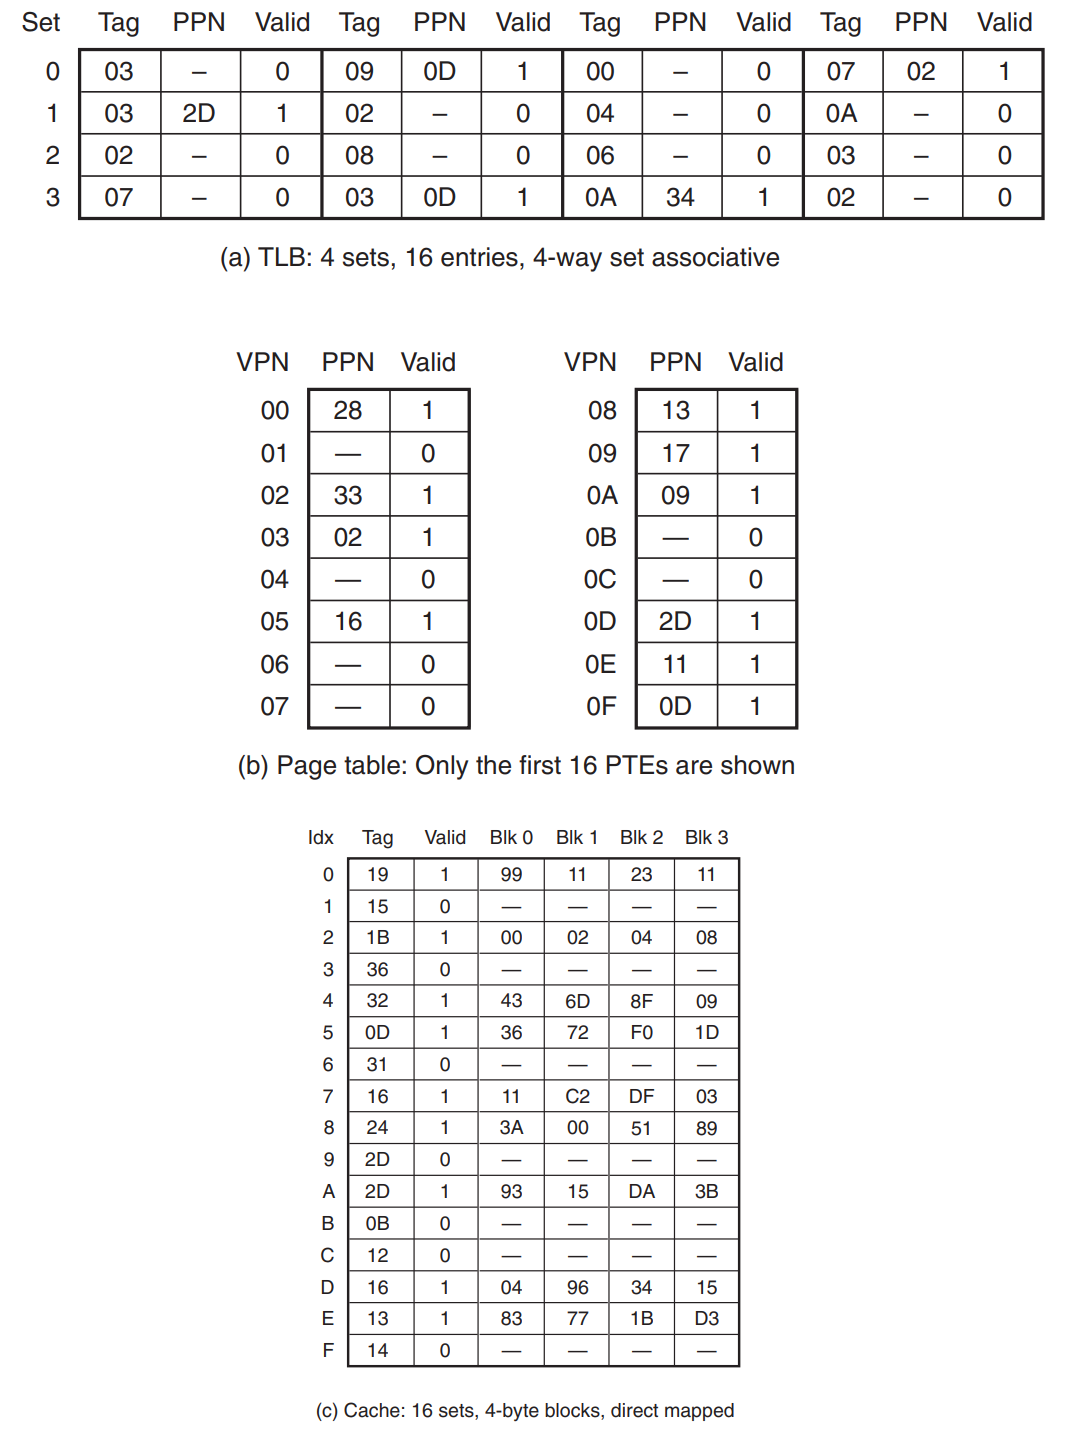 Set Tag PPN Valid Tag PPN Valid Tag PPN Valid Tag PPN Valid
0 03 – 0 09 0D 1 00 – 0 07 02 1
1 03 2D 1 02 – 0 04 – 0 0A – 0
2 02 – 0 08 – 0 06 – 0 03 – 0
3 07 – 0 03 0D 1 0A 34 1 02 – 0
(a) TLB: 4 sets, 16 entries, 4-way set associative
VPN PPN Valid VPN PPN Valid
00 28 1 08 13 1
01 — 0 09 17 1
02 33 1 0A 09 1
03 02 1 0B — 0
04 — 0 0C — 0
05 16 1 0D 2D 1
06 — 0 0E 11 1
07 — 0 0F 0D 1
(b) Page table: Only the first 16 PTEs are shown
Idx Tag Valid Blk 0 Blk 1 Blk 2 Blk 3
0 19 1 99 11 23 11
1 15 0 — — — —
2 1B 1 00 02 04 08
3 36 0 — — — —
4 32 1 43 6D 8F 09
5 0D 1 36 72 F0 1D
6 31 0 — — — —
7 16 1 11 C2 DF 03
8 24 1 3A 00 51 89
9 2D 0 — — — —
A 2D 1 93 15 DA 3B
B 0B 0 — — — —
C 12 0 — — — —
D 16 1 04 96 34 15
E 13 1 83 77 1B D3
F 14 0 — — — —
(c) Cache: 16 sets, 4-byte blocks, direct mapped